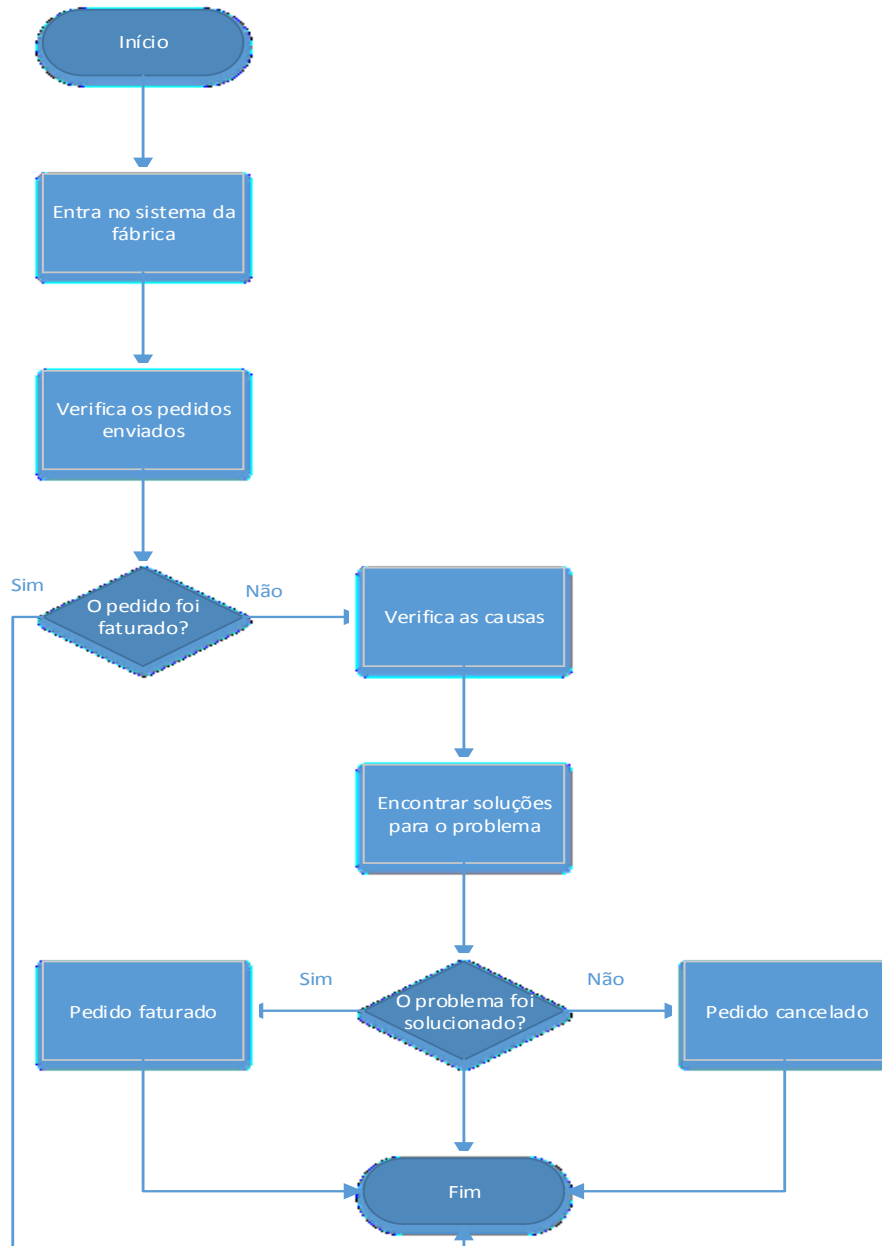 Início
Entra no sistema da
fábrica
Verifica os pedidos
enviados
Sim
O pedido foi
faturado?
Não
Verifica as causas
Encontrar soluções
para o problema
Pedido faturado
Sim
O problema foi
solucionado?
Não
Pedido cancelado
Fim